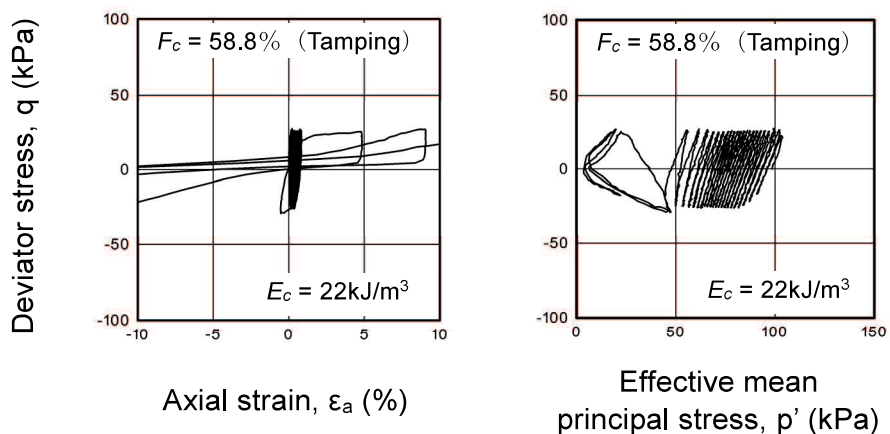 Deviator stress, q (kPa)
100
50
0
-50
-100
Fc = 58.8% （Tamping）
Ec = 22kJ/m³
-10
-5
0
5
10
Axial strain, εa (%)
100
50
0
-50
-100
Fc = 58.8% （Tamping）
Ec = 22kJ/m³
0
50
100
150
Effective mean
principal stress, p' (kPa)